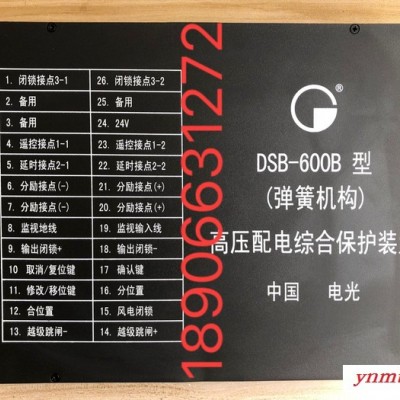 1. 闭锁接点3-1 26. 闭锁接点3-2
2. 备用 25. 备用
3. 备用 24. 24V
4. 遥控接点1-1 23. 遥控接点1-2
5. 延时接点2-1 22. 延时接点2-2
6. 分励接点(-) 21. 分励接点(+)
7. 分励接点(-) 20. 分励接点(+)
8. 监视地线 19. 监视输入线
9. 输出闭锁+ 18. 输出闭锁-
10 取消/复位键 17. 确认键
11. 修改/移位键 16. 分位置
12. 合位置 15. 风电闭锁
13. 越级跳闸- 14. 越级跳闸+
®
DSB-600B 型
(弹簧机构)
高压配电综合保护装
中国 电光
18906631272
ynmt